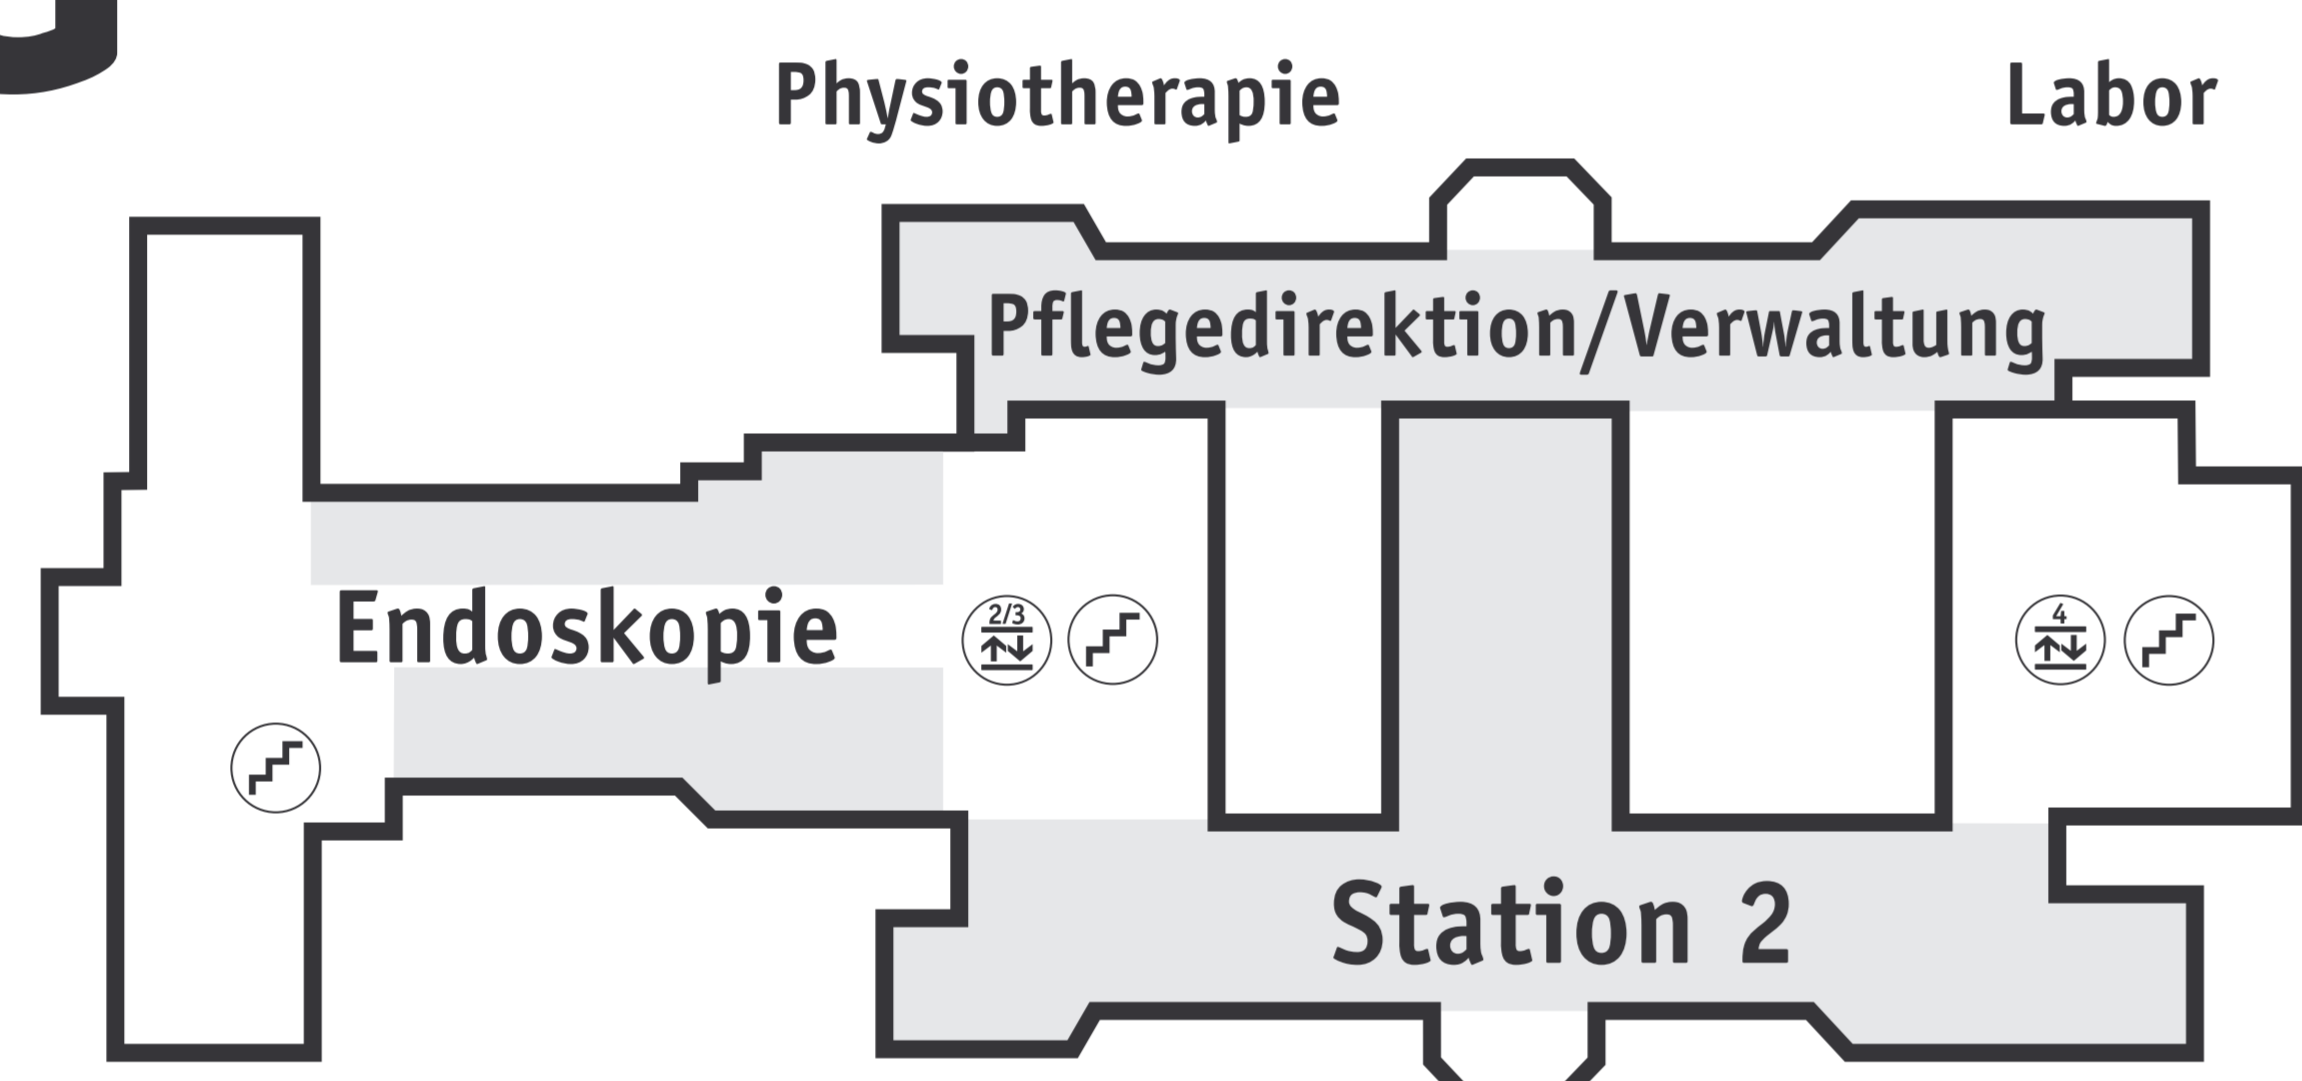 Physiotherapie Labor
Pflegedirektion/Verwaltung
Endoskopie
2/3
4
Station 2